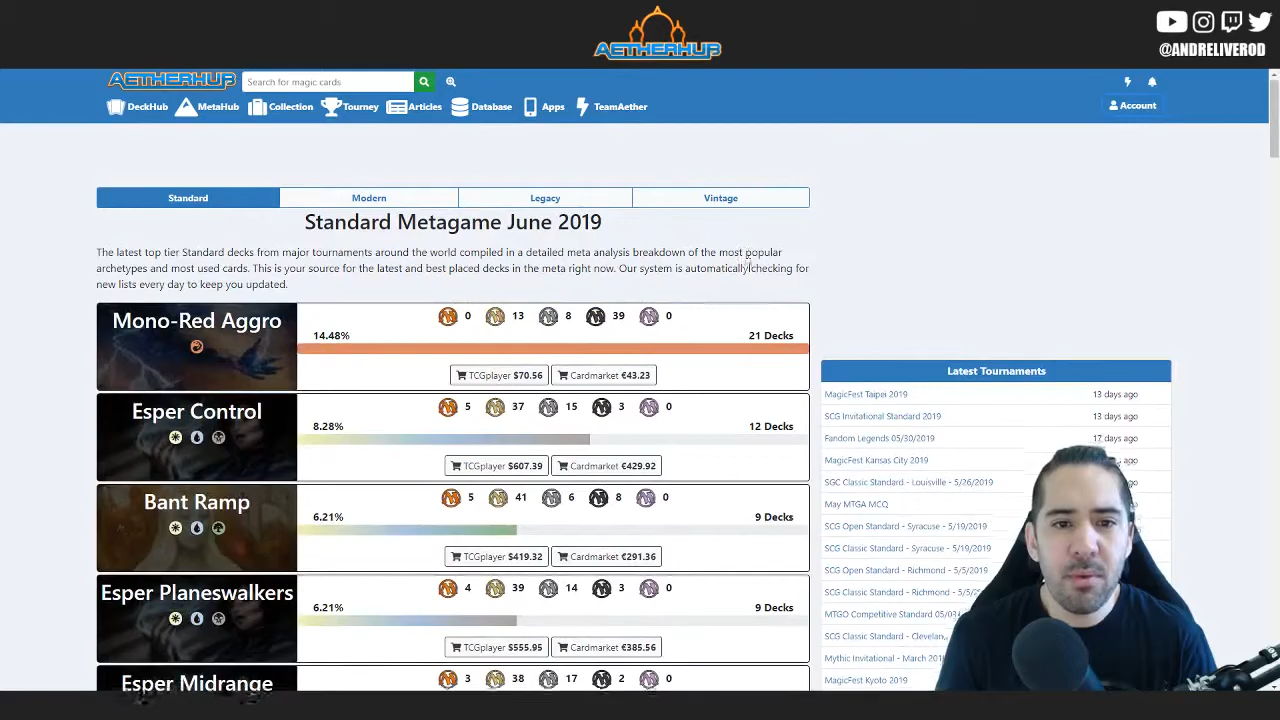 AETHERHUB
@ANDRELIVEROD
AETHERHUB
Search for magic cards
DeckHub MetaHub Collection Tourney Articles Database Apps TeamAether
Account
Standard Modern Legacy Vintage
Standard Metagame June 2019
The latest top tier Standard decks from major tournaments around the world compiled in a detailed meta analysis breakdown of the most popular
archetypes and most used cards. This is your source for the latest and best placed decks in the meta right now. Our system is automatically checking for
new lists every day to keep you updated.
Mono-Red Aggro
0 13 8 39 0
14.48% 21 Decks
TCGplayer $70.56 Cardmarket €43.23
Esper Control
5 37 15 3 0
8.28% 12 Decks
TCGplayer $607.39 Cardmarket €429.92
Bant Ramp
5 41 6 8 0
6.21% 9 Decks
TCGplayer $419.32 Cardmarket €291.36
Esper Planeswalkers
4 39 14 3 0
6.21% 9 Decks
TCGplayer $555.95 Cardmarket €385.56
Esper Midrange
3 38 17 2 0
Latest Tournaments
MagicFest Taipei 2019 13 days ago
SCG Invitational Standard 2019 13 days ago
Fandom Legends 05/30/2019 17 days ago
MagicFest Kansas City 2019 ago
SGC Classic Standard - Louisville - 5/26/2019
May MTGA MCQ
SCG Open Standard - Syracuse - 5/19/2019
SCG Classic Standard - Syracuse - 5/19/2019
SCG Open Standard - Richmond - 5/5/2019
SCG Classic Standard - Richmond - 5/5/
MTGO Competitive Standard 05/0
SCG Classic Standard -
Mythic Invitational - March
MagicFest Kyoto 2019